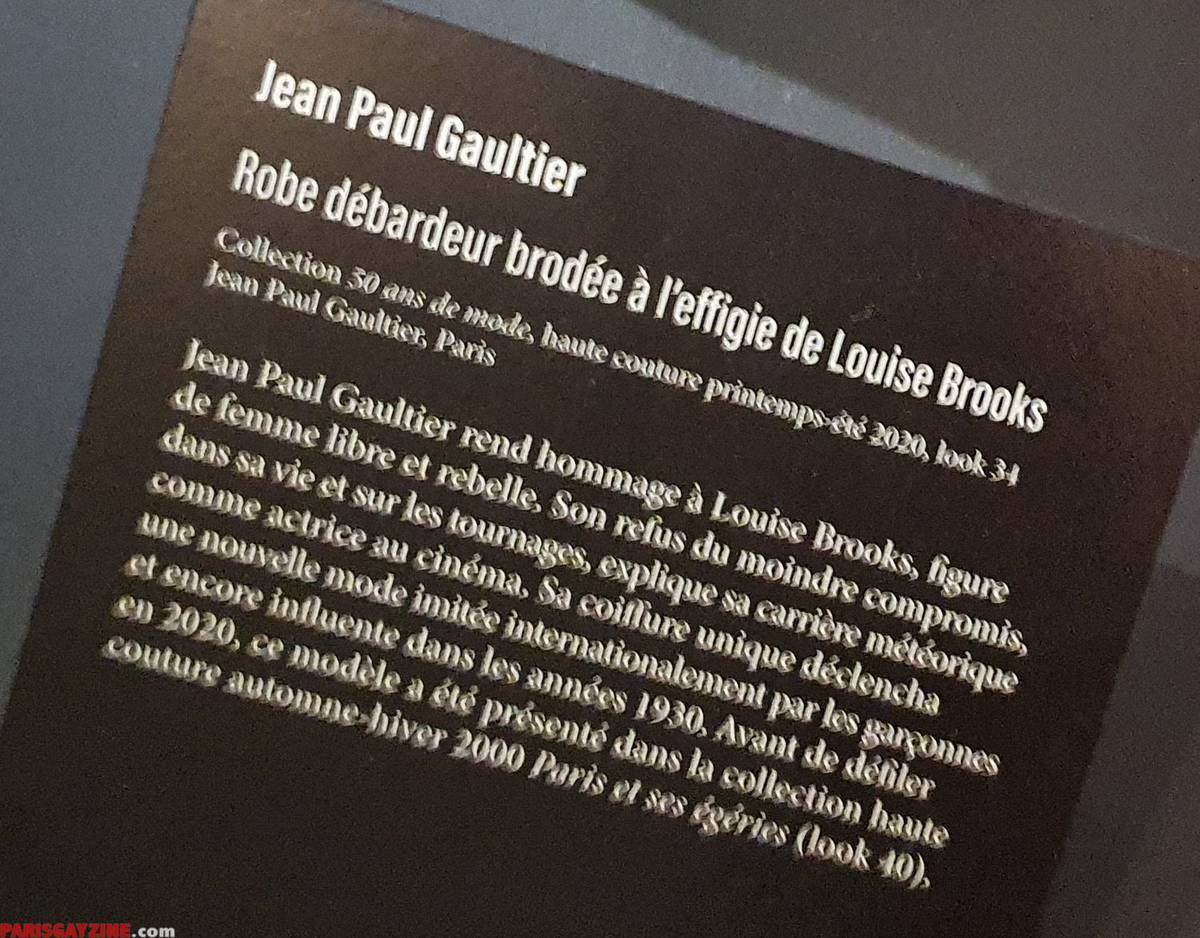 Jean Paul Gaultier
Robe débardeur brodée à l'effigie de Louise Brooks
Collection 50 ans de mode, haute couture printemps-été 2020, look 34
Jean Paul Gaultier, Paris
Jean Paul Gaultier rend hommage à Louise Brooks, figure
de femme libre et rebelle. Son refus du moindre compromis,
dans sa vie et sur les tournages, explique sa carrière météorique
comme actrice au cinéma. Sa coiffure unique déclencha
une nouvelle mode imitée internationalement par les garçonnes
et encore influente dans les années 1930. Avant de défiler
en 2020, ce modèle a été présenté dans la collection haute
couture automne-hiver 2000 Paris et ses égéries (look 40).
PARISGAYZINE.com